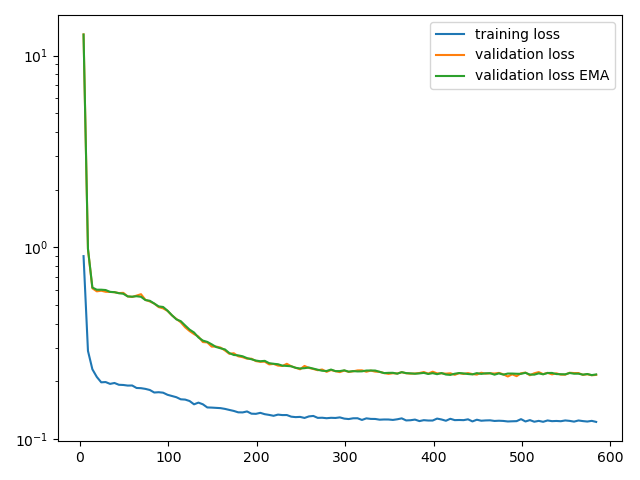 training loss
validation loss
validation loss EMA
10¹
10⁰
10⁻¹
0 100 200 300 400 500 600